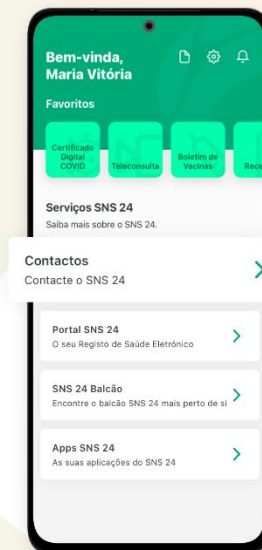 Bem-vinda,
Maria Vitória
Favoritos
Certificado
Digital
COVID
Teleconsulta
Boletim de
Vacinas
Rece
Serviços SNS 24
Saiba mais sobre o SNS 24.
Contactos
Contacte o SNS 24
Portal SNS 24
O seu Registo de Saúde Eletrónico
SNS 24 Balcão
Encontre o balcão SNS 24 mais perto de si
Apps SNS 24
As suas aplicações do SNS 24